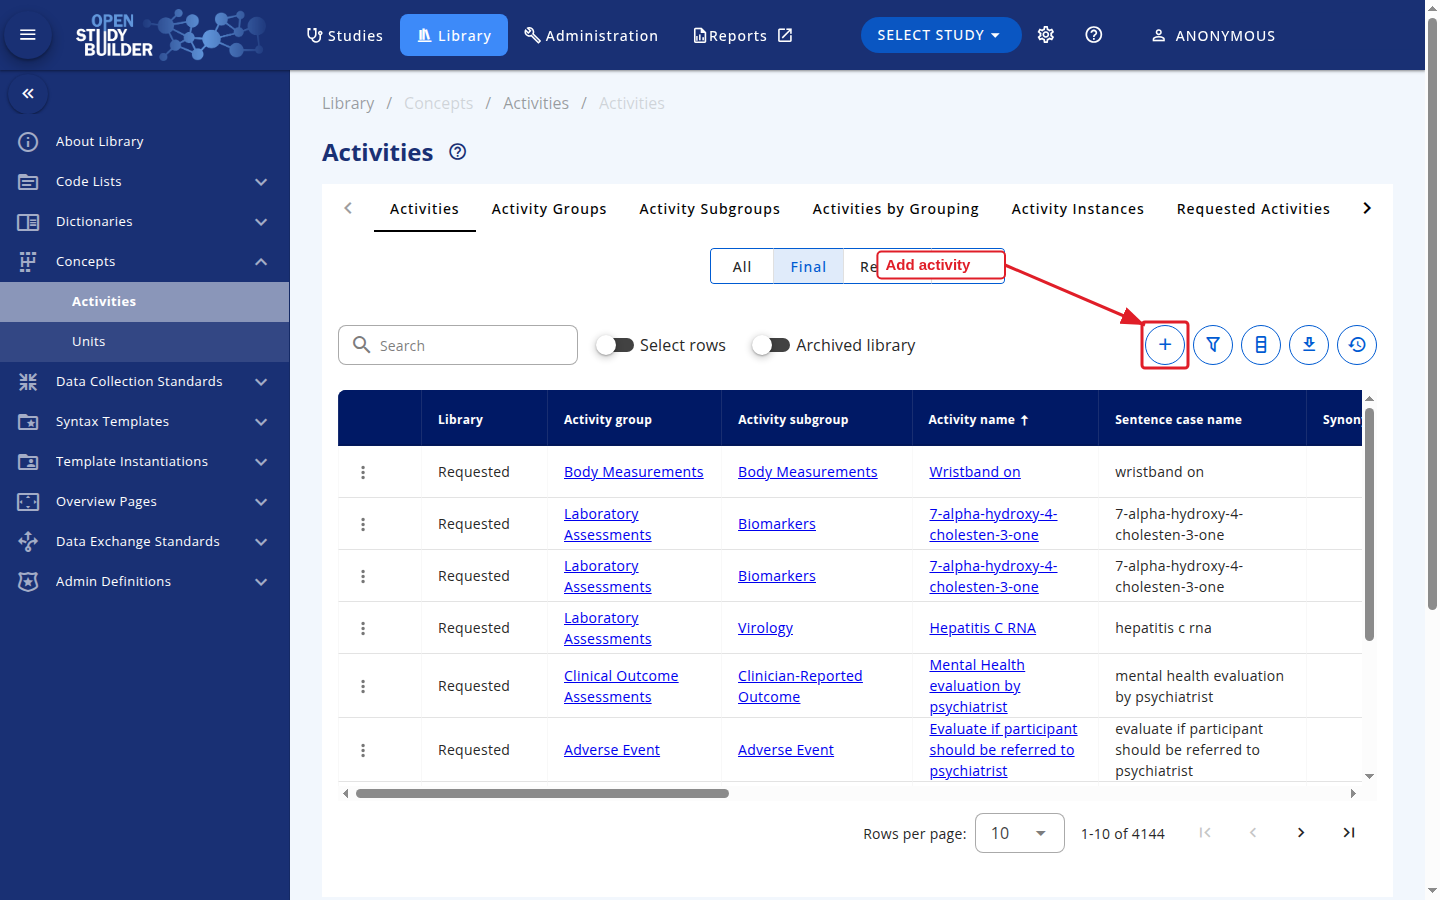 OPEN
STUDY
BUILDER
Studies
Library
Administration
Reports
SELECT STUDY
ANONYMOUS
About Library
Code Lists
Dictionaries
Concepts
Activities
Units
Data Collection Standards
Syntax Templates
Template Instantiations
Overview Pages
Data Exchange Standards
Admin Definitions
Library / Concepts / Activities / Activities
Activities
Activities Activity Groups Activity Subgroups Activities by Grouping Activity Instances Requested Activities
All Final Re
Add activity
Search
Select rows
Archived library
Library Activity group Activity subgroup Activity name ↑ Sentence case name Synon
Requested Body Measurements Body Measurements Wristband on wristband on
Requested
Laboratory
Assessments
Biomarkers
7-alpha-hydroxy-4-
cholesten-3-one
7-alpha-hydroxy-4-
cholesten-3-one
Requested
Laboratory
Assessments
Biomarkers
7-alpha-hydroxy-4-
cholesten-3-one
7-alpha-hydroxy-4-
cholesten-3-one
Requested
Laboratory
Assessments
Virology
Hepatitis C RNA
hepatitis c rna
Requested
Clinical Outcome
Assessments
Clinician-Reported
Outcome
Mental Health
evaluation by
psychiatrist
mental health evaluation
by psychiatrist
Requested
Adverse Event
Adverse Event
Evaluate if participant
should be referred to
psychiatrist
evaluate if participant
should be referred to
psychiatrist
Rows per page: 10 1-10 of 4144